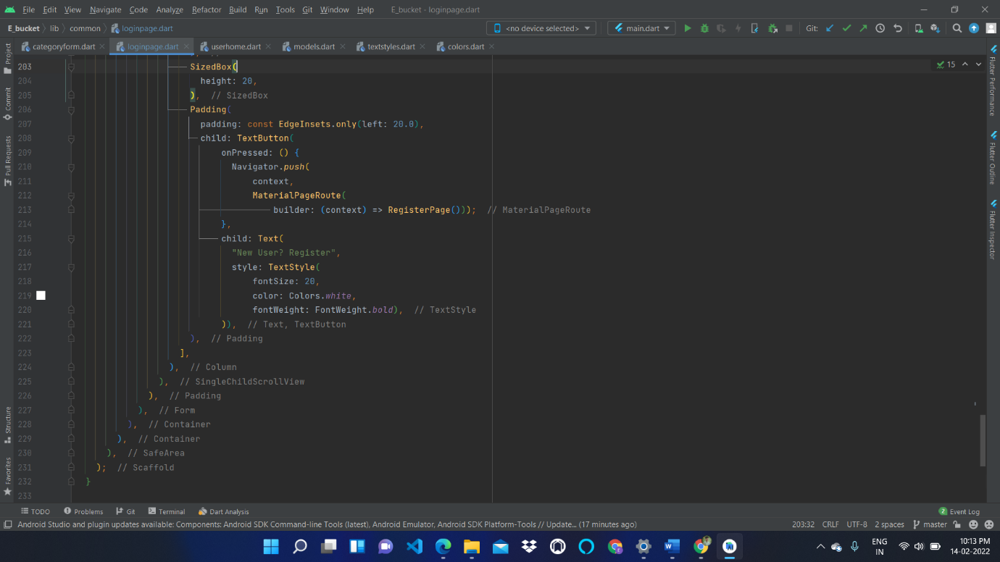 File Edit View Navigate Code Analyze Refactor Build Run Tools Git Window Help E_bucket - loginpage.dart
E_bucket lib common loginpage.dart <no device selected> main.dart Git:
categoryform.dart loginpage.dart userhome.dart models.dart textstyles.dart colors.dart
15
203 SizedBox(
204 height: 20,
205 ), // SizedBox
206 Padding(
207 padding: const EdgeInsets.only(left: 20.0),
208 child: TextButton(
209 onPressed: () {
210 Navigator.push(
211 context,
212 MaterialPageRoute(
213 builder: (context) => RegisterPage())); // MaterialPageRoute
214 },
215 child: Text(
216 "New User? Register",
217 style: TextStyle(
218 fontSize: 20,
219 color: Colors.white,
220 fontWeight: FontWeight.bold), // TextStyle
221 )), // Text, TextButton
222 ), // Padding
223 ],
224 ), // Column
225 ), // SingleChildScrollView
226 ), // Padding
227 ), // Form
228 ), // Container
229 ), // Container
230 ), // SafeArea
231 ); // Scaffold
232 }
233
Project
Commit
Pull Requests
Structure
Favorites
Flutter Performance
Flutter Outline
Flutter Inspector
TODO Problems Git Terminal Dart Analysis 2 Event Log
Android Studio and plugin updates available: Components: Android SDK Command-line Tools (latest), Android Emulator, Android SDK Platform-Tools // Update... (17 minutes ago) 203:32 CRLF UTF-8 2 spaces master
ENG
IN
10:13 PM
14-02-2022